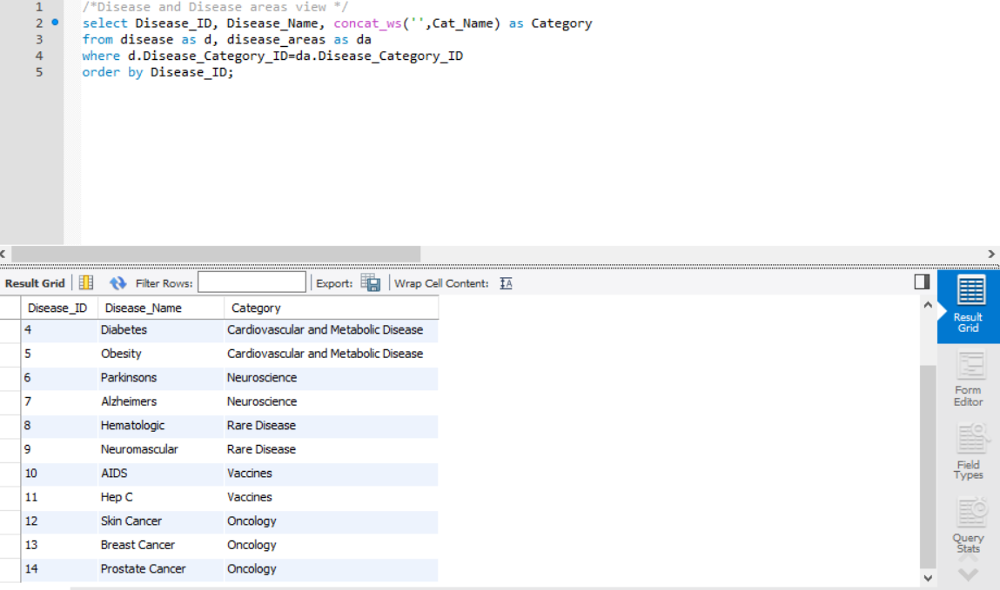 1 /*Disease and Disease areas view */
2 select Disease_ID, Disease_Name, concat_ws('',Cat_Name) as Category
3 from disease as d, disease_areas as da
4 where d.Disease_Category_ID=da.Disease_Category_ID
5 order by Disease_ID;
Result Grid Filter Rows: Export: Wrap Cell Content: IA
Disease_ID Disease_Name Category
4 Diabetes Cardiovascular and Metabolic Disease
5 Obesity Cardiovascular and Metabolic Disease
6 Parkinsons Neuroscience
7 Alzheimers Neuroscience
8 Hematologic Rare Disease
9 Neuromascular Rare Disease
10 AIDS Vaccines
11 Hep C Vaccines
12 Skin Cancer Oncology
13 Breast Cancer Oncology
14 Prostate Cancer Oncology
Result
Grid
Form
Editor
Field
Types
Query
Stats